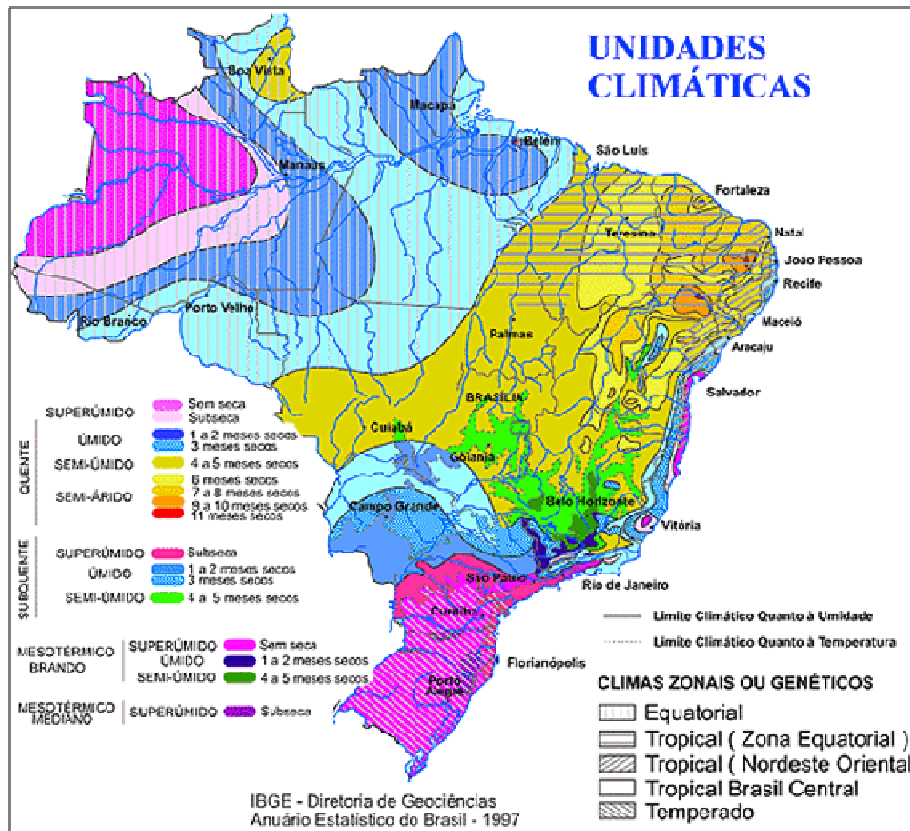 UNIDADES
CLIMÁTICAS
Boa Vista
Macapá
Belém
São Luís
Manaus
Fortaleza
Teresina
Natal
João Pessoa
Recife
Porto Velho
Rio Branco
Maceió
Palmas
Aracaju
Salvador
BRASÍLIA
Cuiabá
Goiania
Belo Horizonte
Campo Grande
Vitória
São Paulo
Rio de Janeiro
Curitiba
Florianópolis
Porto
Alegre
QUENTE
SUPERÚMIDO
Sem seca
Subseca
ÚMIDO
1 a 2 meses secos
3 meses secos
SEMI-ÚMIDO
4 a 5 meses secos
SEMI-ÁRIDO
6 meses secos
7 a 8 meses secos
9 a 10 meses secos
11 meses secos
SUBQUENTE
SUPERÚMIDO
Subseca
ÚMIDO
1 a 2 meses secos
3 meses secos
SEMI-ÚMIDO
4 a 5 meses secos
MESOTÉRMICO
BRANDO
SUPERÚMIDO
Sem seca
ÚMIDO
1 a 2 meses secos
SEMI-ÚMIDO
4 a 5 meses secos
MESOTÉRMICO
MEDIANO
SUPERÚMIDO
Subseca
Limite Climático Quanto à Umidade
Limite Climático Quanto à Temperatura
CLIMAS ZONAIS OU GENÉTICOS
Equatorial
Tropical ( Zona Equatorial )
Tropical ( Nordeste Oriental
Tropical Brasil Central
Temperado
IBGE - Diretoria de Geociências
Anuário Estatístico do Brasil - 1997